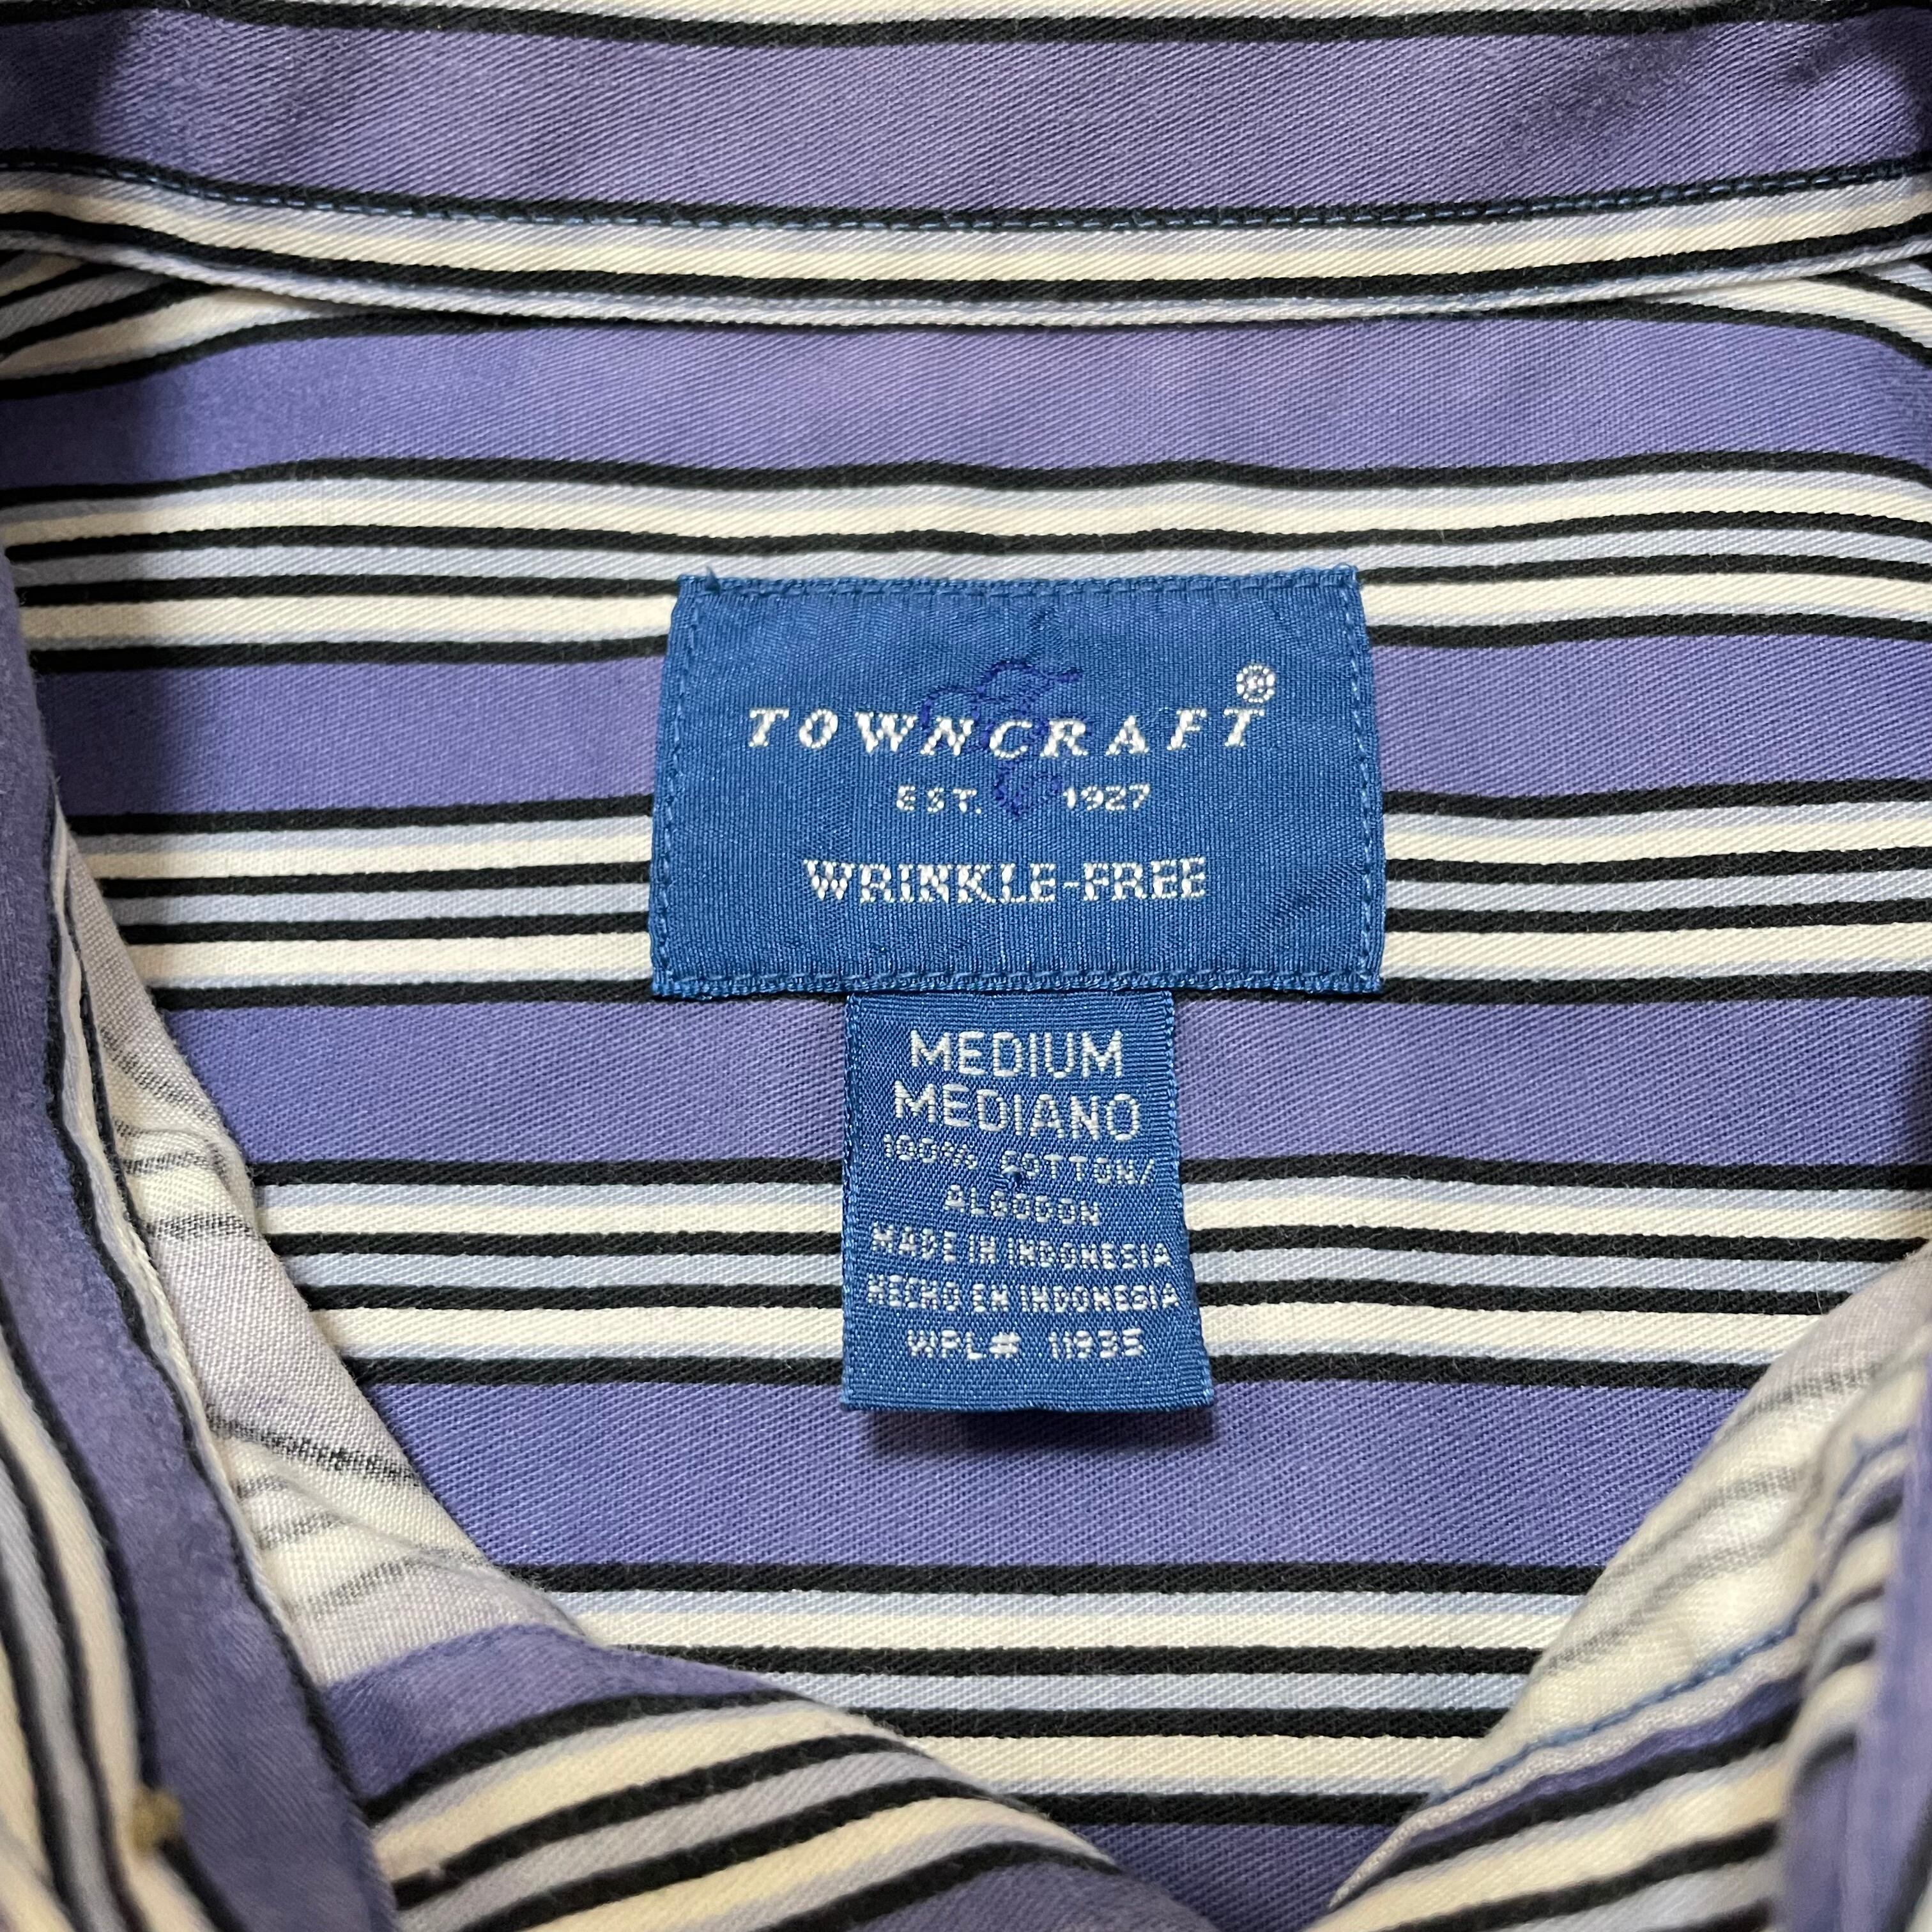 TOWNCRAFT®
EST. 1927
WRINKLE-FREE
MEDIUM
MEDIANO
100% COTTON/
ALGODON
MADE IN INDONESIA
HECHO EN INDONESIA
WPL# 11935